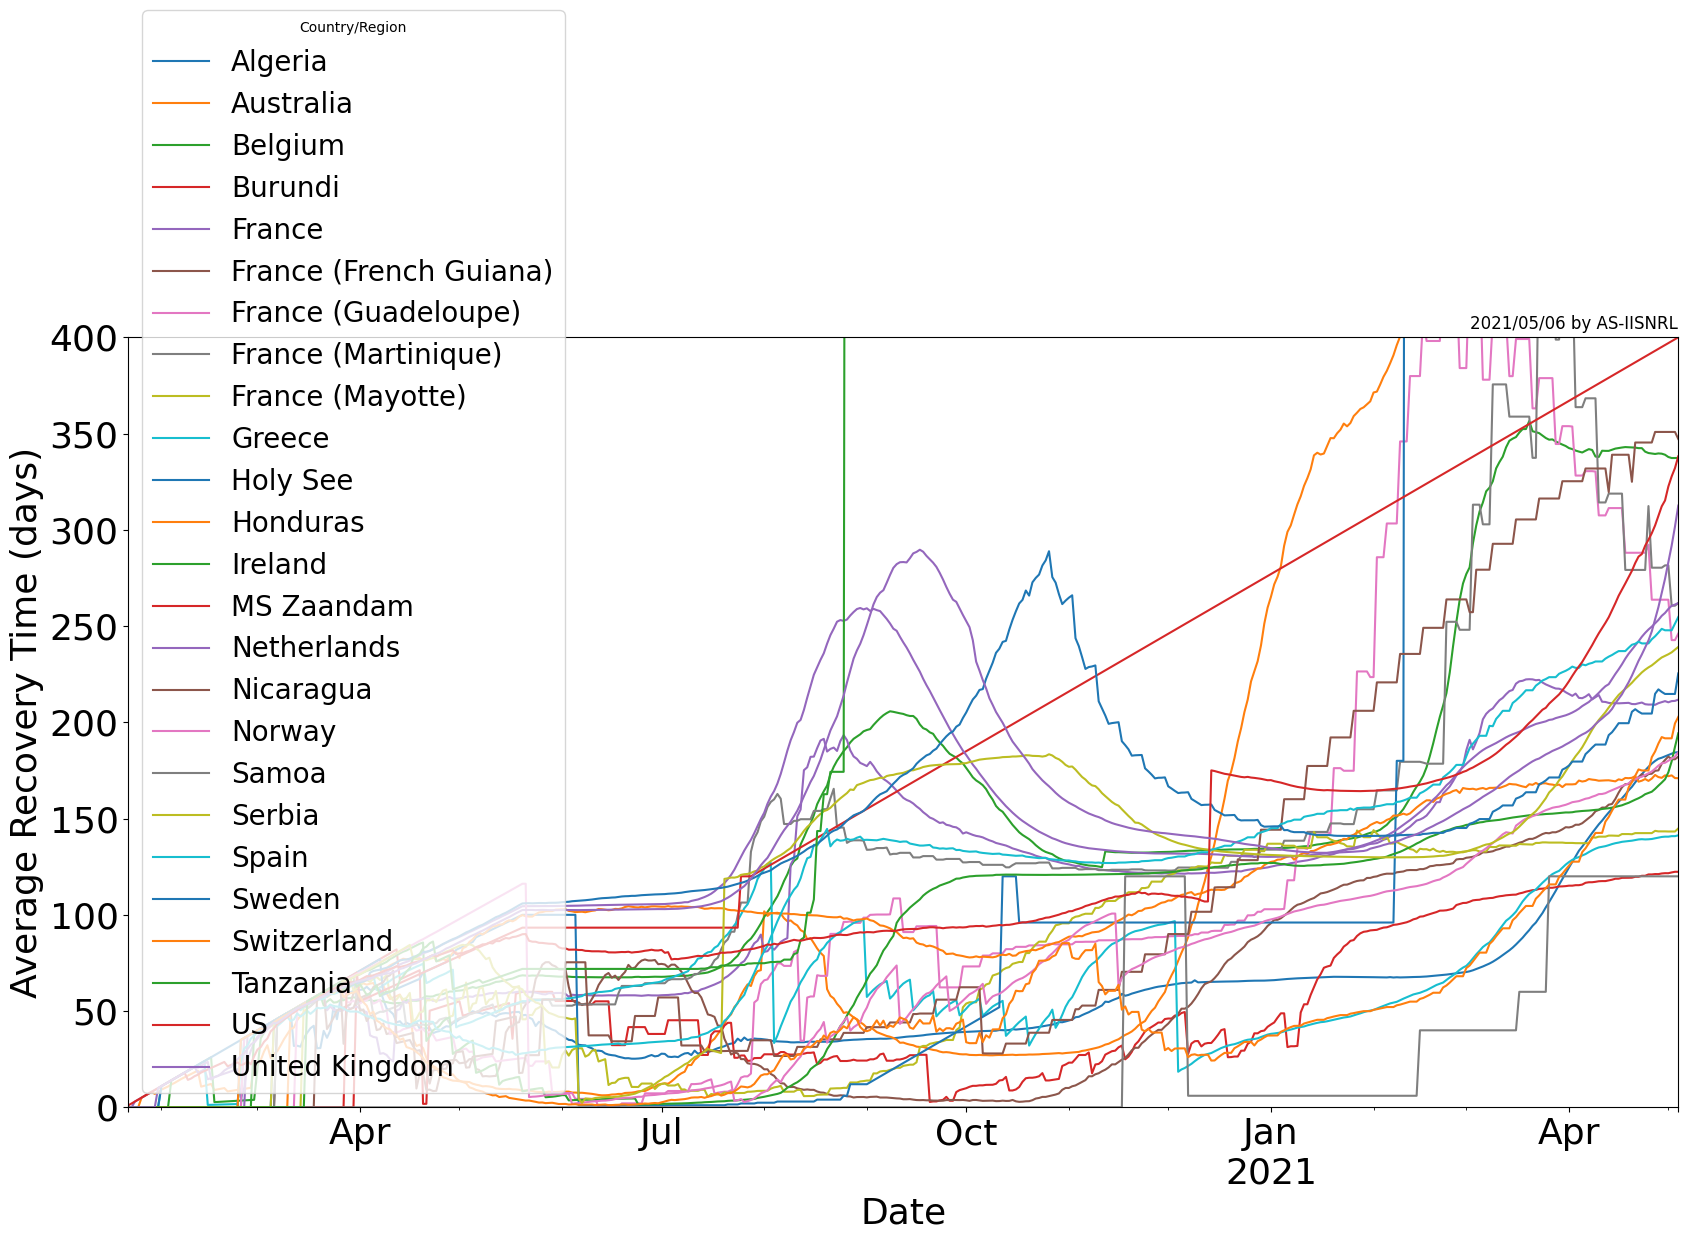 Country/Region
Algeria
Australia
Belgium
Burundi
France
France (French Guiana)
France (Guadeloupe)
France (Martinique)
France (Mayotte)
Greece
Holy See
Honduras
Ireland
MS Zaandam
Netherlands
Nicaragua
Norway
Samoa
Serbia
Spain
Sweden
Switzerland
Tanzania
US
United Kingdom
2021/05/06 by AS-IISNRL
400
350
300
250
200
150
100
50
0
Average Recovery Time (days)
Apr
Jul
Oct
Jan
2021
Apr
Date